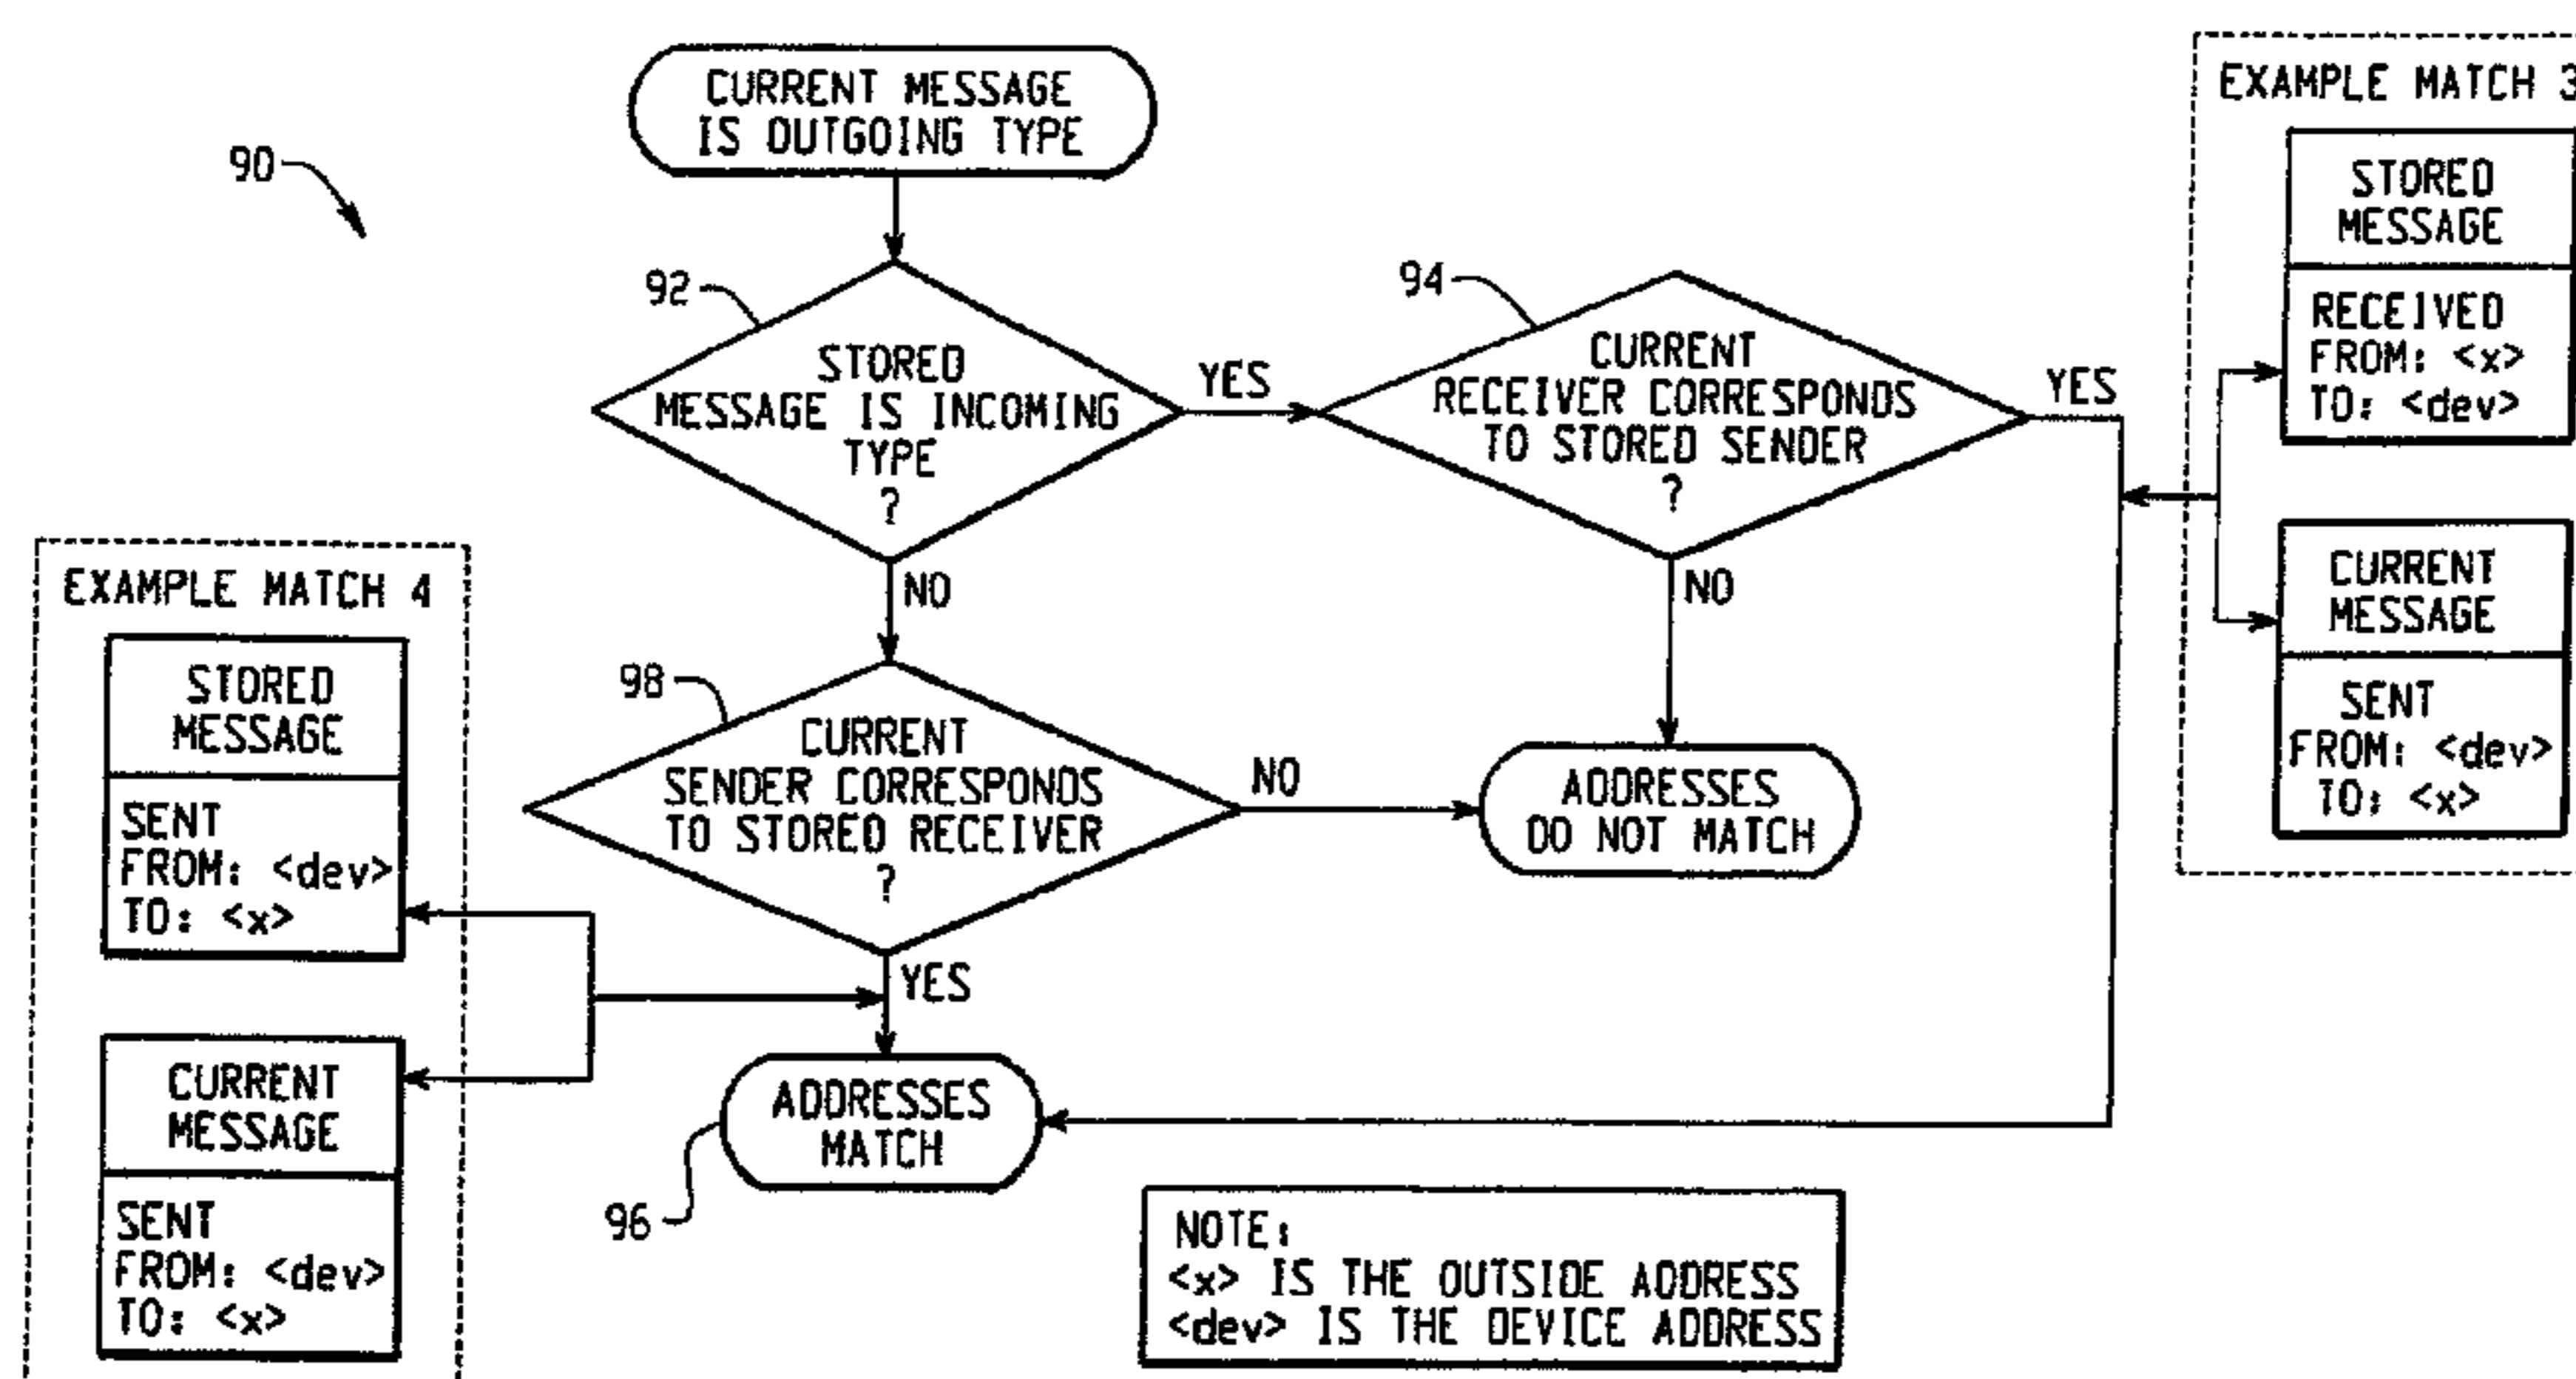 CURRENT MESSAGE
IS OUTGOING TYPE
90
92
STORED
MESSAGE IS INCOMING
TYPE
?
YES
NO
94
CURRENT
RECEIVER CORRESPONDS
TO STORED SENDER
?
YES
NO
EXAMPLE MATCH 3
STORED
MESSAGE
RECEIVED
FROM: <x>
TO: <dev>
CURRENT
MESSAGE
SENT
FROM: <dev>
TO: <x>
98
CURRENT
SENDER CORRESPONDS
TO STORED RECEIVER
?
NO
YES
ADDRESSES
DO NOT MATCH
EXAMPLE MATCH 4
STORED
MESSAGE
SENT
FROM: <dev>
TO: <x>
CURRENT
MESSAGE
SENT
FROM: <dev>
TO: <x>
ADDRESSES
MATCH
96
NOTE:
<x> IS THE OUTSIDE ADDRESS
<dev> IS THE DEVICE ADDRESS